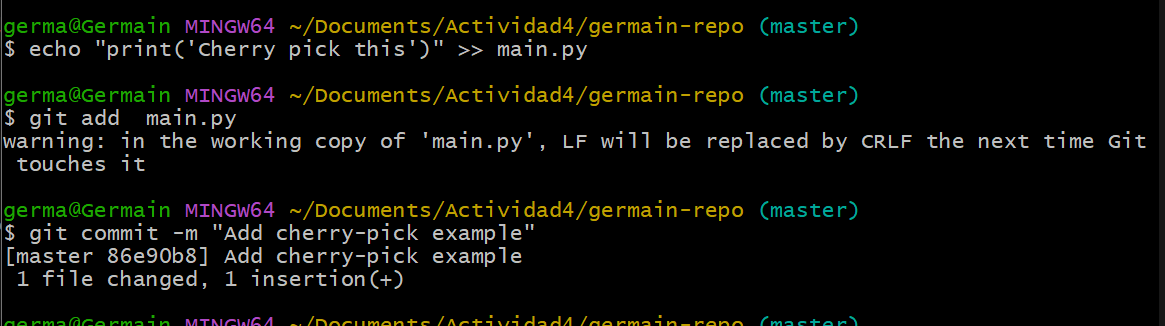 germa@Germain MINGW64 ~/Documents/Actividad4/germain-repo (master)
$ echo "print('Cherry pick this')" >> main.py
germa@Germain MINGW64 ~/Documents/Actividad4/germain-repo (master)
$ git add  main.py
warning: in the working copy of 'main.py', LF will be replaced by CRLF the next time Git
 touches it
germa@Germain MINGW64 ~/Documents/Actividad4/germain-repo (master)
$ git commit -m "Add cherry-pick example"
[master 86e90b8] Add cherry-pick example
 1 file changed, 1 insertion(+)
germa@Germain MINGW64 ~/Documents/Actividad4/germain-repo (master)